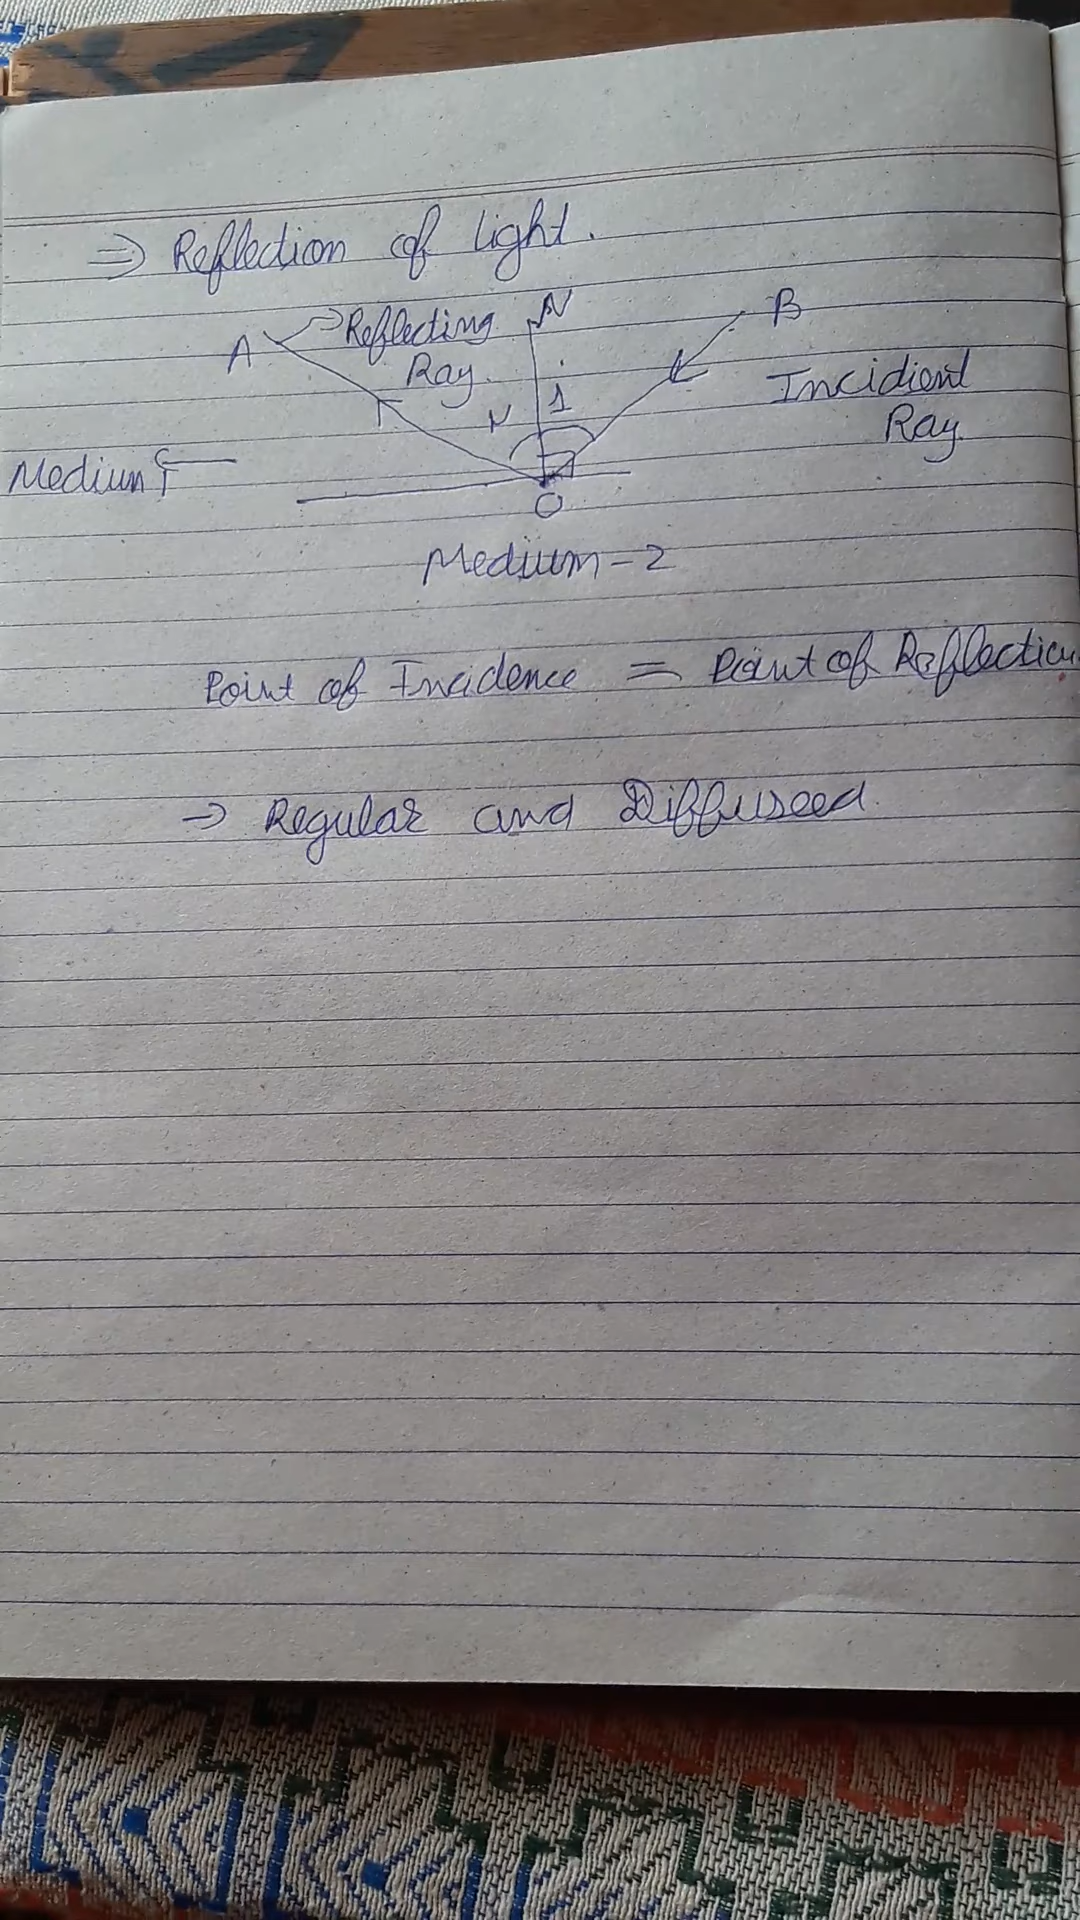 ⇒ Reflection of light.
A Reflecting N B
Ray.
Incidient
Ray
1
Medium
O
Medium-2
Point of Incidence = Point of Reflection
→ Regular and Diffuseed.